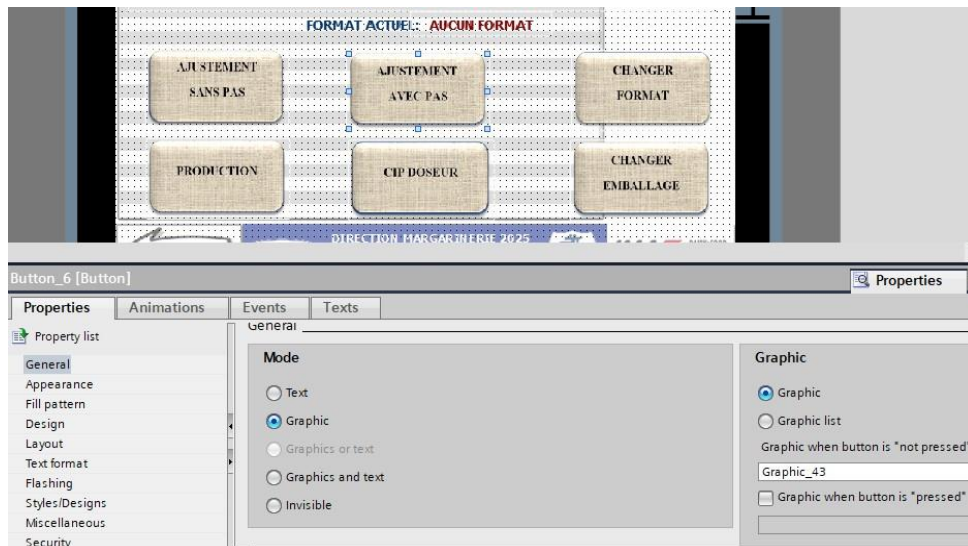 FORMAT ACTUEL: AUCUN FORMAT
AJUSTEMENT
SANS PAS
AJUSTEMENT
AVEC PAS
CHANGER
FORMAT
PRODUCTION
CIP DOSEUR
CHANGER
EMBALLAGE
DIRECTION MARGARINERIE 2025
Button_6 [Button]
Properties
Properties
Animations
Events
Texts
Property list
General
Appearance
Fill pattern
Design
Layout
Text format
Flashing
Styles/Designs
Miscellaneous
Security
General
Mode
Text
Graphic
Graphics or text
Graphics and text
Invisible
Graphic
Graphic
Graphic list
Graphic when button is "not pressed"
Graphic_43
Graphic when button is "pressed"